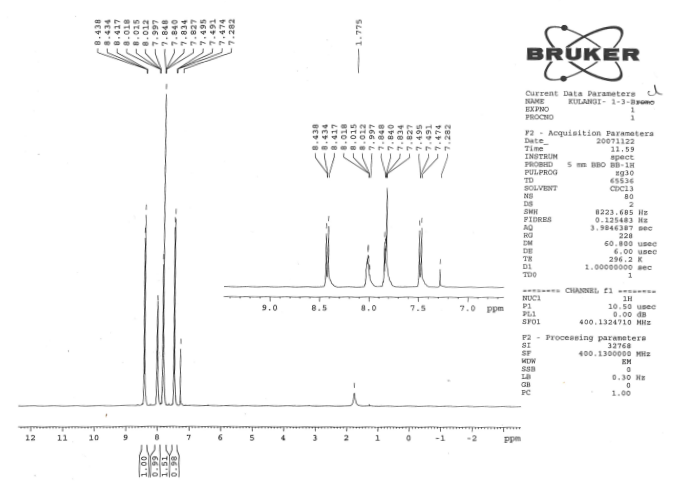 8.438
8.434
8.417
8.018
8.015
8.012
7.997
7.848
7.840
7.834
7.827
7.495
7.491
7.474
7.282
1.775
8.438
8.434
8.417
8.018
8.015
8.012
7.997
7.848
7.840
7.834
7.827
7.495
7.491
7.474
7.282
9.0 8.5 8.0 7.5 7.0 ppm
12 11 10 9 8 7 6 5 4 3 2 1 0 -1 -2 ppm
1.00
0.99
1.51
0.98
BRUKER
Current Data Parameters
NAME KULANGI- 1-3-
EXPNO 1
PROCNO 1
F2 - Acquisition Parameters
Date_ 20071122
Time 11.59
INSTRUM spect
PROBHD 5 mm BBO BB-1H
PULPROG zg30
TD 65536
SOLVENT CDCl3
NS 80
DS 2
SWH 8223.685 Hz
FIDRES 0.125483 Hz
AQ 3.9846387 sec
RG 228
DW 60.800 usec
DE 6.00 usec
TE 296.2 K
D1 1.00000000 sec
TD0 1
======== CHANNEL f1 ========
NUC1 1H
P1 10.50 usec
PL1 0.00 dB
SFO1 400.1324710 MHz
F2 - Processing parameters
SI 32768
SF 400.1300000 MHz
WDW EM
SSB 0
LB 0.30 Hz
GB 0
PC 1.00